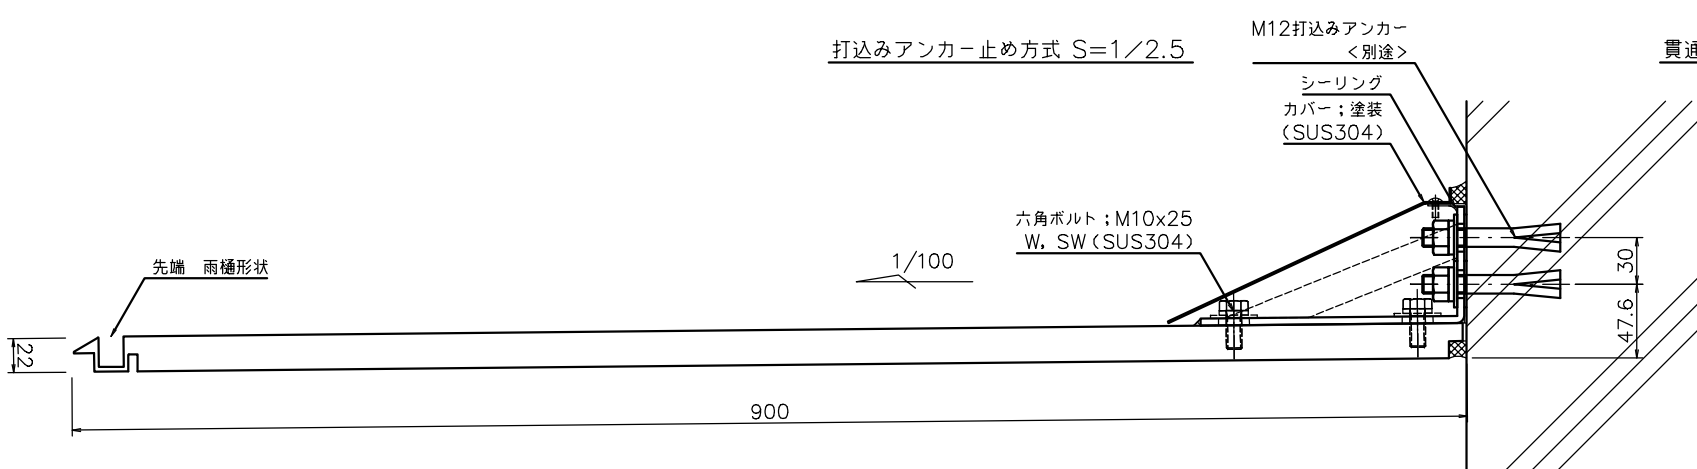 打込みアンカー止め方式 S=1/2.5
M12打込みアンカー
<別途>
貫通
シーリング
カバー;塗装
(SUS304)
六角ボルト;M10x25
W, SW(SUS304)
1/100
先端 雨樋形状
30
47.6
22
900